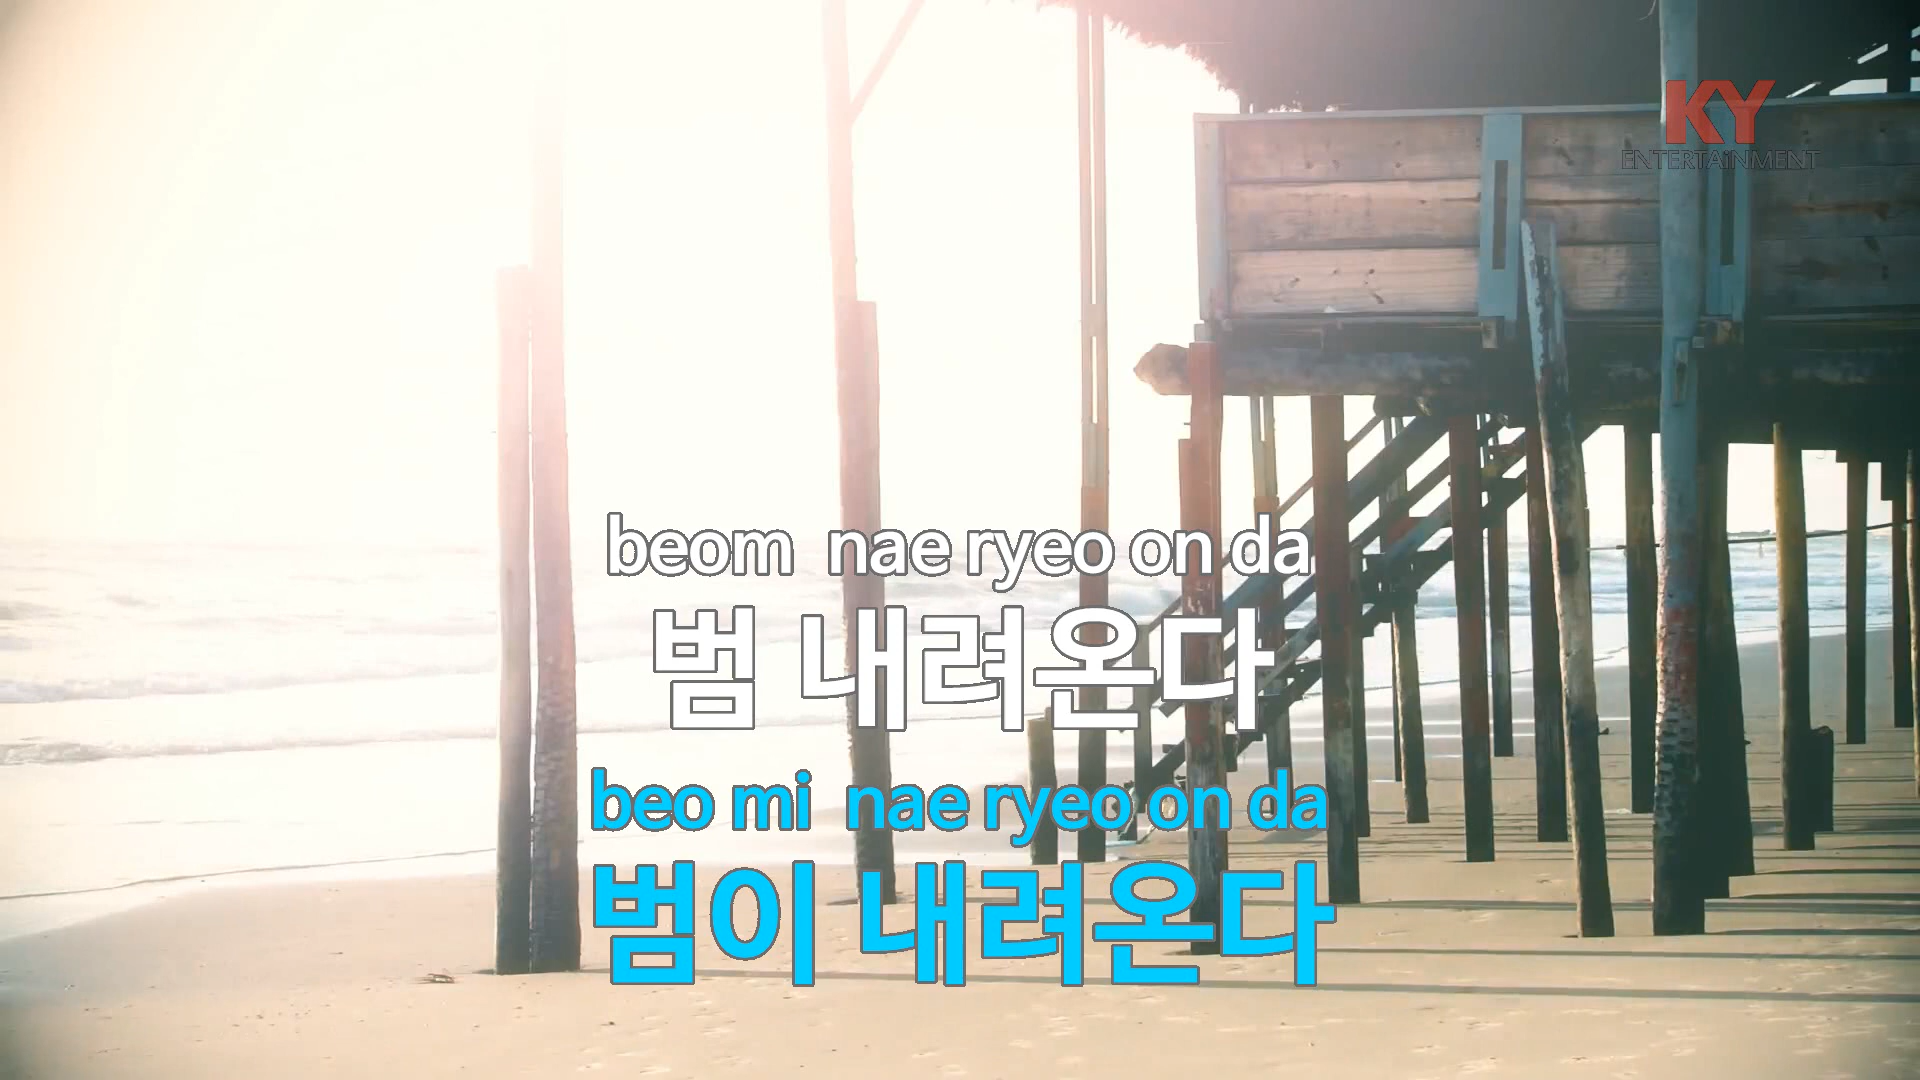 KY
ENTERTAiNMENT
beom nae ryeo on da
범 내려온다
beo mi nae ryeo on da
범이 내려온다